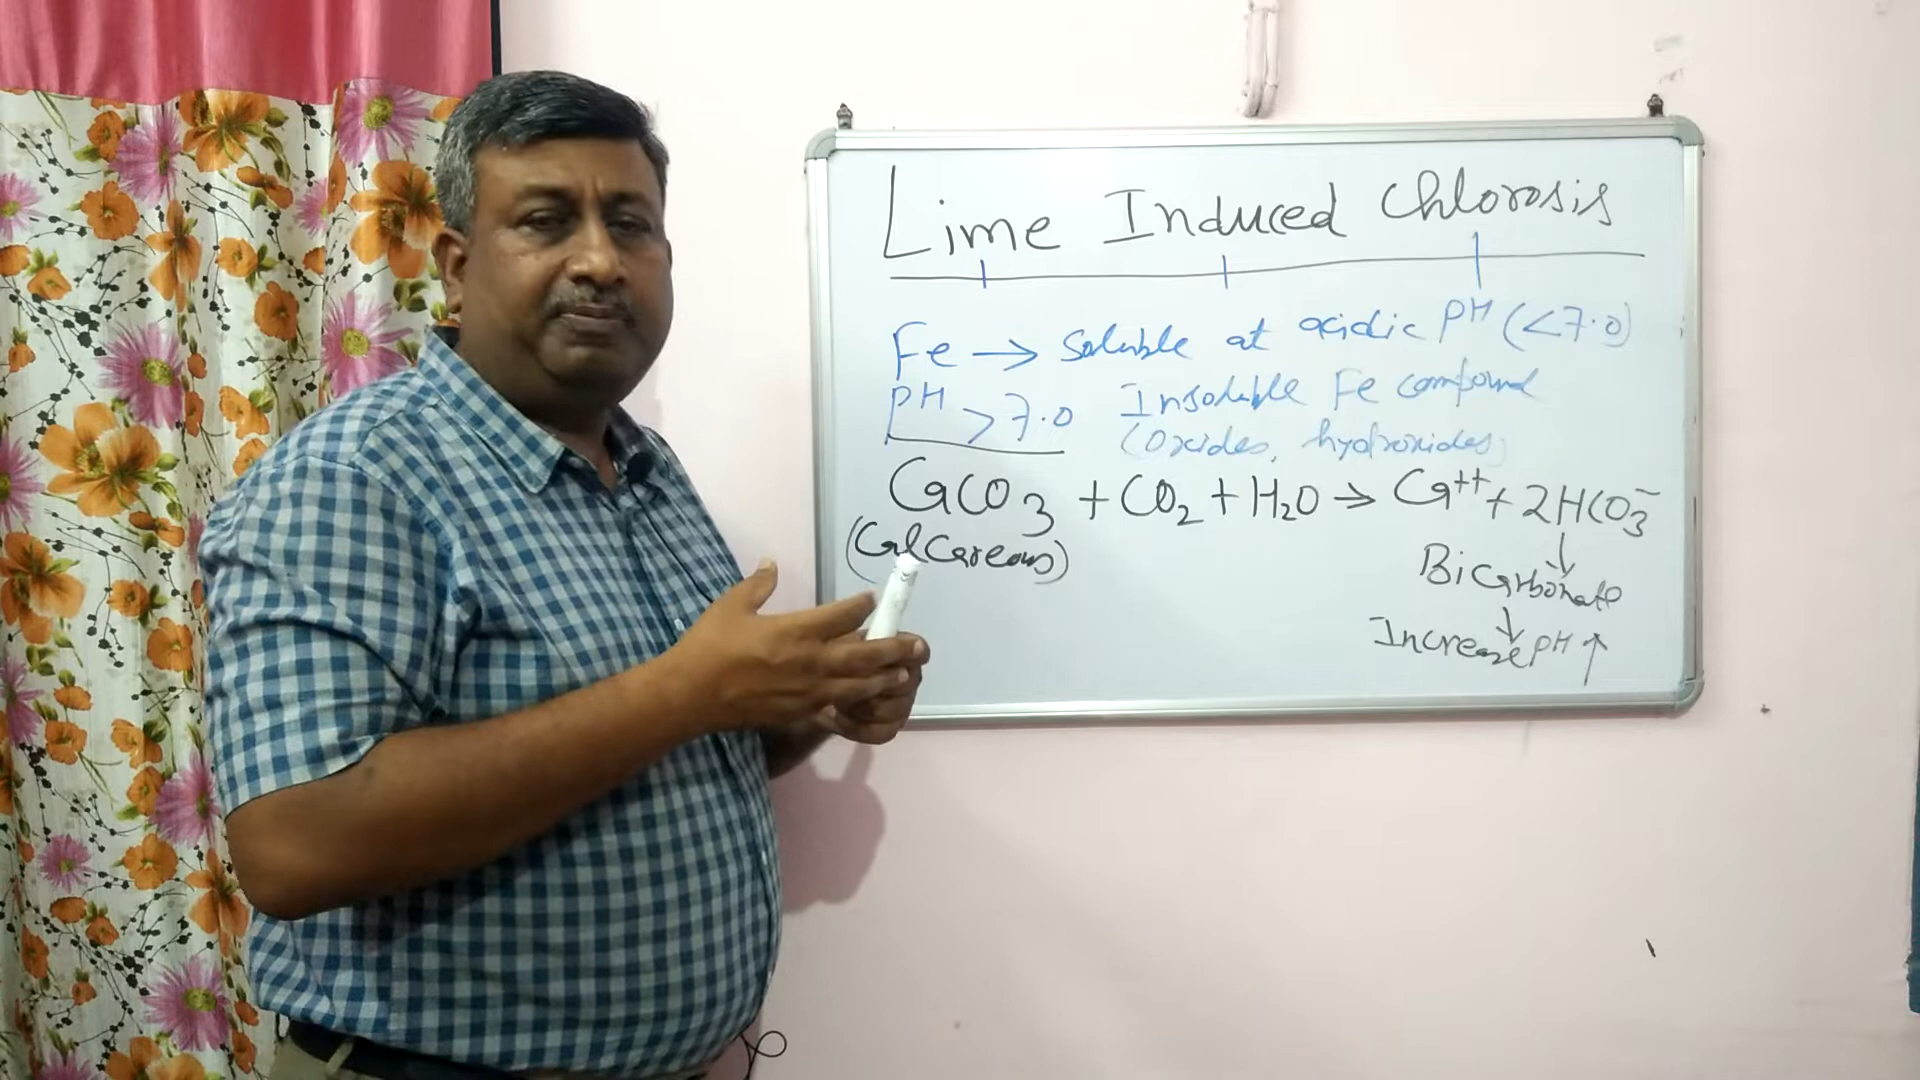 Lime Induced Chlorosis
Fe → soluble at acidic PH (<7.0)
PH >7.0 Insoluble Fe compound
(oxides, hydroxides)
CaCO3 + CO2 + H2O → Ca++ + 2HCO3-
(Calcareous)
↓
Bicarbonate
↓
Increase PH ↑